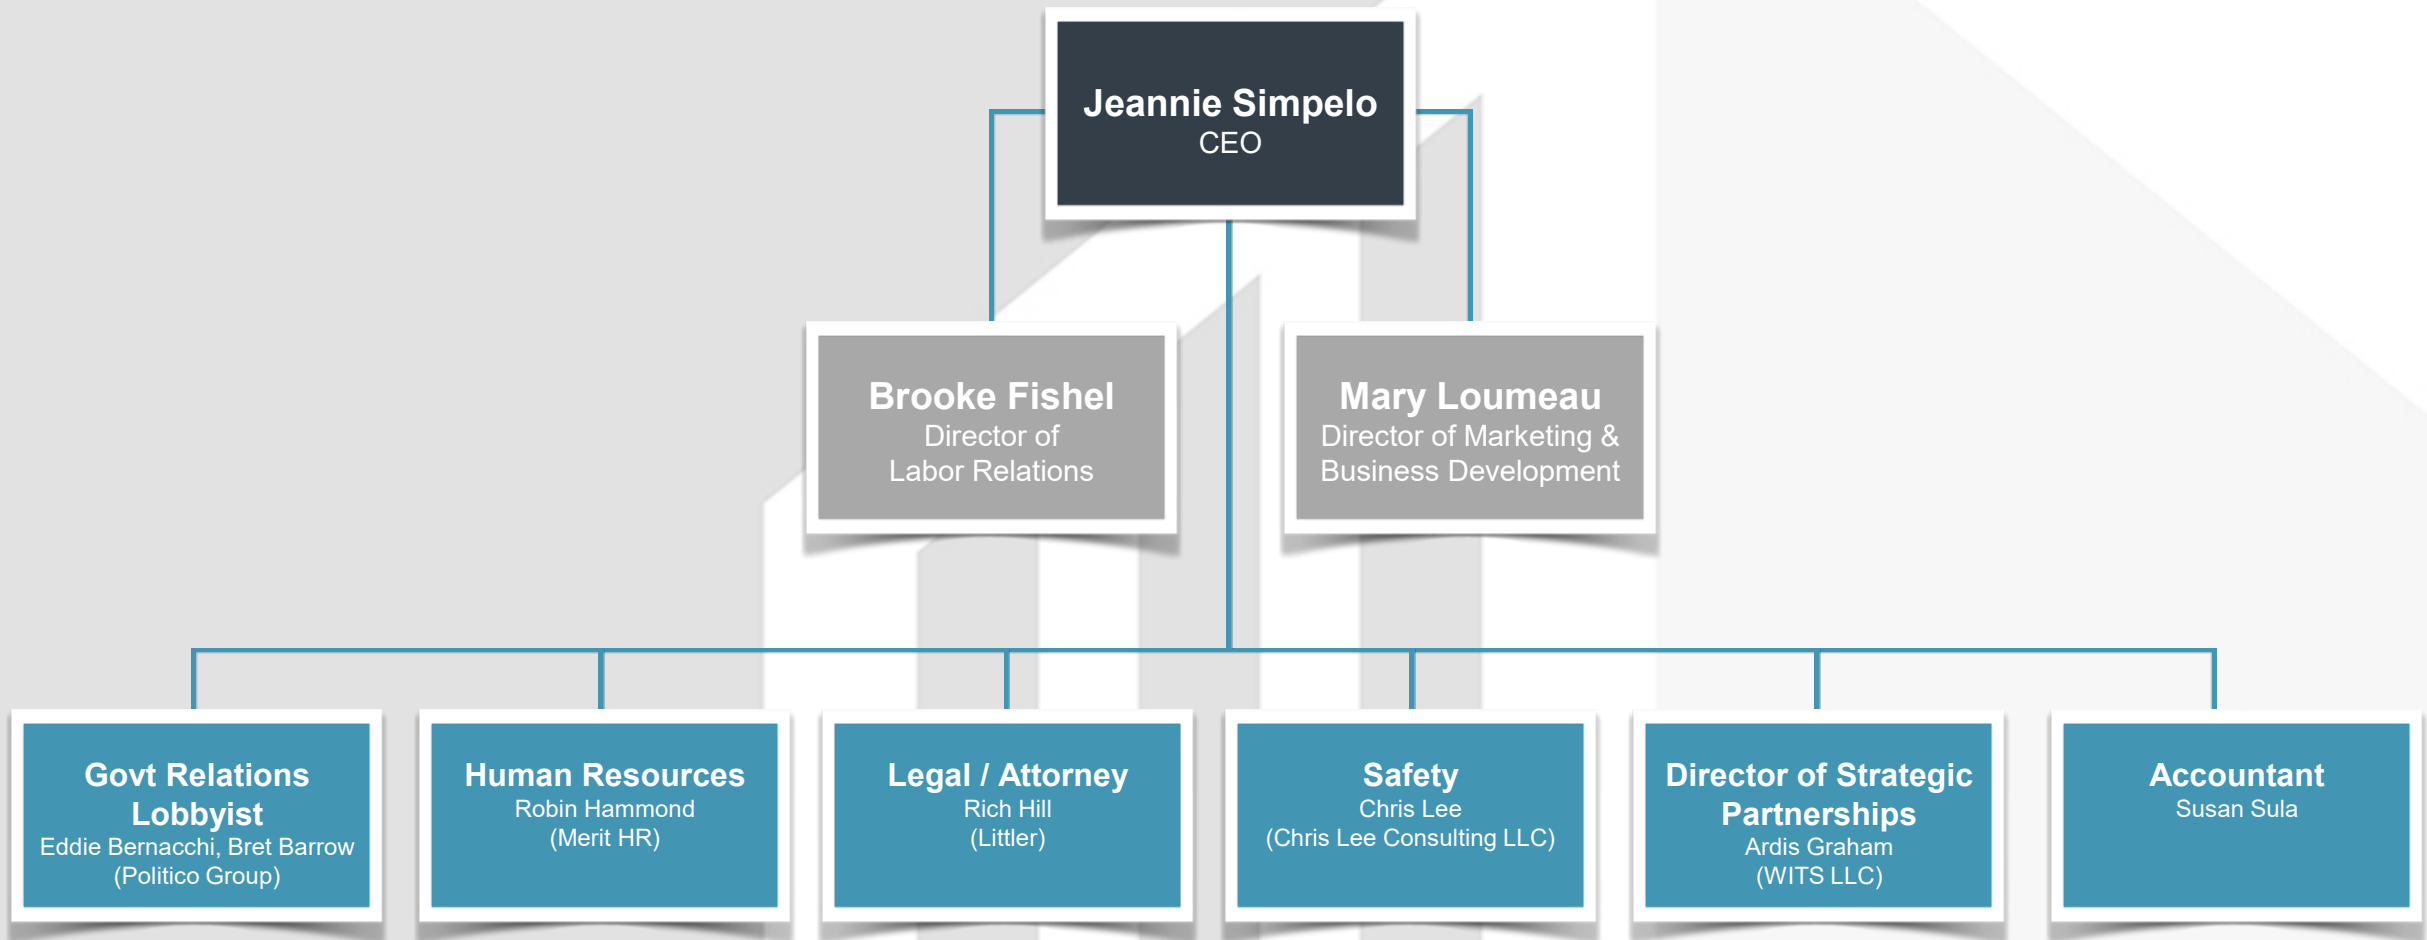 Jeannie Simpelo
CEO
Brooke Fishel
Director of
Labor Relations
Mary Loumeau
Director of Marketing &
Business Development
Govt Relations
Lobbyist
Eddie Bernacchi, Bret Barrow
(Politico Group)
Human Resources
Robin Hammond
(Merit HR)
Legal / Attorney
Rich Hill
(Littler)
Safety
Chris Lee
(Chris Lee Consulting LLC)
Director of Strategic
Partnerships
Ardis Graham
(WITS LLC)
Accountant
Susan Sula